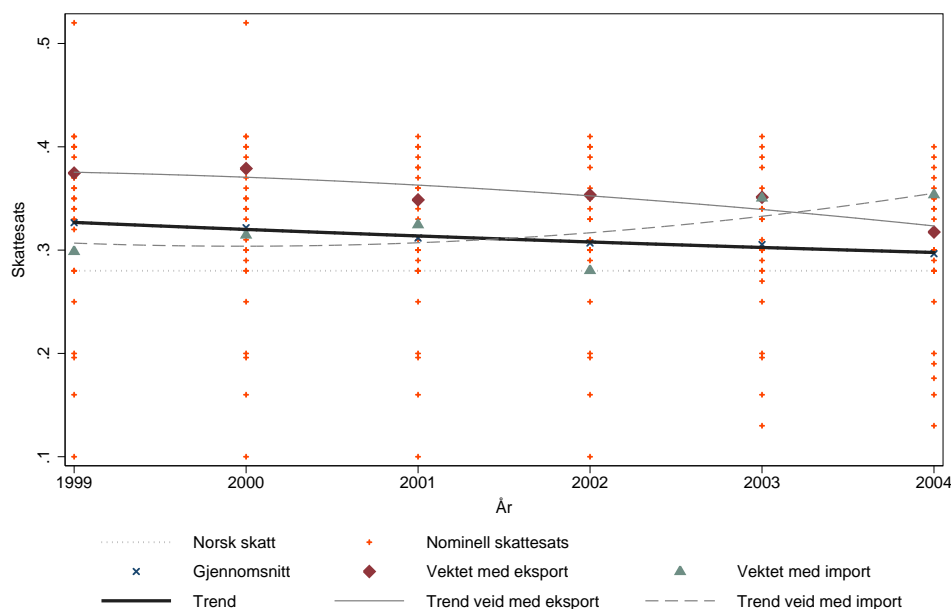 .5
.4
.3
.2
.1
Skattesats
1999 2000 2001 2002 2003 2004
År
Norsk skatt Nominell skattesats
Gjennomsnitt Vektet med eksport Vektet med import
Trend Trend veid med eksport Trend veid med import